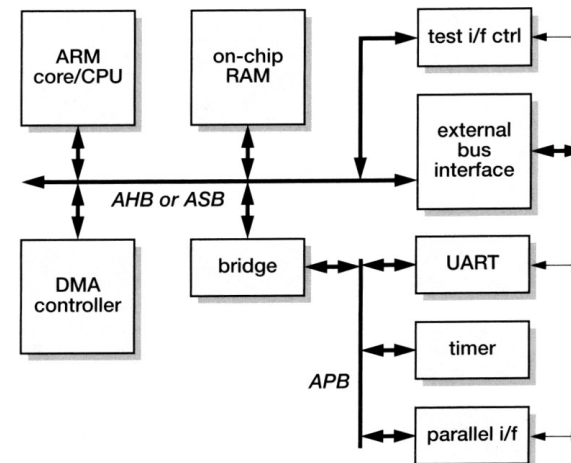 ARM
core/CPU
on-chip
RAM
test i/f ctrl
external
bus
interface
AHB or ASB
DMA
controller
bridge
UART
timer
APB
parallel i/f